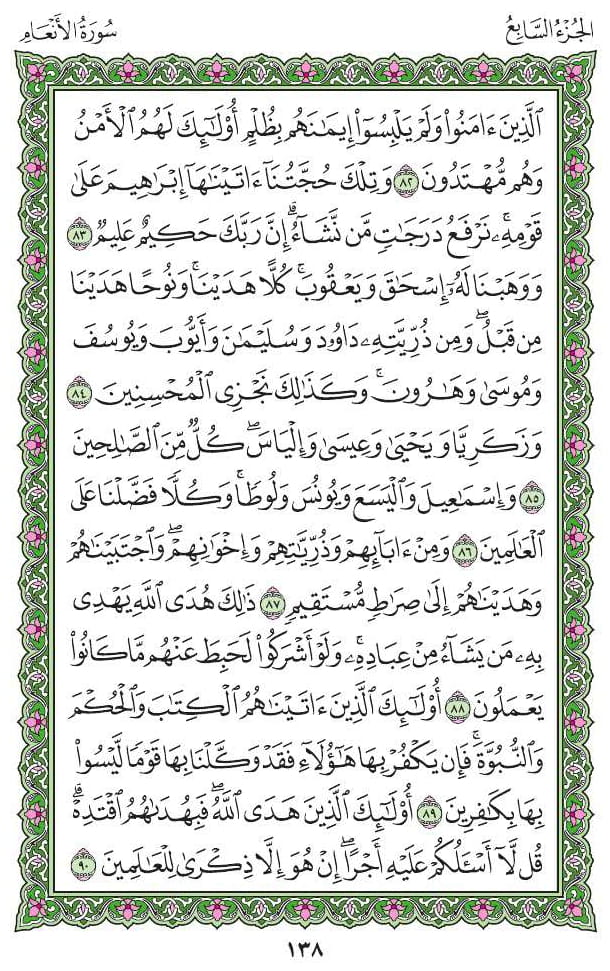 الجُزْءُ السَّابِعُ
سُورَةُ الأَنْعَامِ
ٱلَّذِينَ ءَامَنُوا۟ وَلَمْ يَلْبِسُوٓا۟ إِيمَـٰنَهُم بِظُلْمٍ أُو۟لَـٰٓئِكَ لَهُمُ ٱلْأَمْنُ
وَهُم مُّهْتَدُونَ ٨٢ وَتِلْكَ حُجَّتُنَآ ءَاتَيْنَـٰهَآ إِبْرَٰهِيمَ عَلَىٰ
قَوْمِهِۦ ۚ نَرْفَعُ دَرَجَـٰتٍ مَّن نَّشَآءُ ۗ إِنَّ رَبَّكَ حَكِيمٌ عَلِيمٌ ٨٣
وَوَهَبْنَا لَهُۥٓ إِسْحَـٰقَ وَيَعْقُوبَ ۚ كُلًّا هَدَيْنَا ۚ وَنُوحًا هَدَيْنَا
مِن قَبْلُ ۖ وَمِن ذُرِّيَّتِهِۦ دَاوُۥدَ وَسُلَيْمَـٰنَ وَأَيُّوبَ وَيُوسُفَ
وَمُوسَىٰ وَهَـٰرُونَ ۚ وَكَذَٰلِكَ نَجْزِى ٱلْمُحْسِنِينَ ٨٤
وَزَكَرِيَّا وَيَحْيَىٰ وَعِيسَىٰ وَإِلْيَاسَ ۖ كُلٌّ مِّنَ ٱلصَّـٰلِحِينَ
٨٥ وَإِسْمَـٰعِيلَ وَٱلْيَسَعَ وَيُونُسَ وَلُوطًا ۚ وَكُلًّا فَضَّلْنَا عَلَى
ٱلْعَـٰلَمِينَ ٨٦ وَمِنْ ءَابَآئِهِمْ وَذُرِّيَّـٰتِهِمْ وَإِخْوَٰنِهِمْ ۖ وَٱجْتَبَيْنَـٰهُمْ
وَهَدَيْنَـٰهُمْ إِلَىٰ صِرَٰطٍ مُّسْتَقِيمٍ ٨٧ ذَٰلِكَ هُدَى ٱللَّهِ يَهْدِى
بِهِۦ مَن يَشَآءُ مِنْ عِبَادِهِۦ ۚ وَلَوْ أَشْرَكُوا۟ لَحَبِطَ عَنْهُم مَّا كَانُوا۟
يَعْمَلُونَ ٨٨ أُو۟لَـٰٓئِكَ ٱلَّذِينَ ءَاتَيْنَـٰهُمُ ٱلْكِتَـٰبَ وَٱلْحُكْمَ
وَٱلنُّبُوَّةَ ۚ فَإِن يَكْفُرْ بِهَا هَـٰٓؤُلَآءِ فَقَدْ وَكَّلْنَا بِهَا قَوْمًا لَّيْسُوا۟
بِهَا بِكَـٰفِرِينَ ٨٩ أُو۟لَـٰٓئِكَ ٱلَّذِينَ هَدَى ٱللَّهُ ۖ فَبِهُدَىٰهُمُ ٱقْتَدِهْ ۗ
قُل لَّآ أَسْـَٔلُكُمْ عَلَيْهِ أَجْرًا ۖ إِنْ هُوَ إِلَّا ذِكْرَىٰ لِلْعَـٰلَمِينَ ٩٠
١٣٨